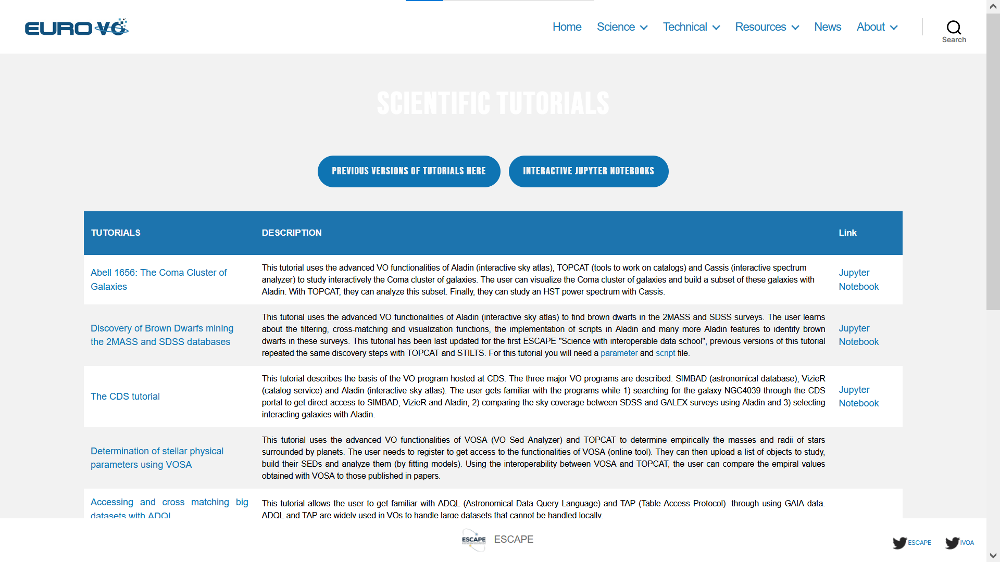 EURO VO
Home Science Technical Resources News About
Search
SCIENTIFIC TUTORIALS
PREVIOUS VERSIONS OF TUTORIALS HERE
INTERACTIVE JUPYTER NOTEBOOKS
TUTORIALS DESCRIPTION Link
Abell 1656: The Coma Cluster of
Galaxies
This tutorial uses the advanced VO functionalities of Aladin (interactive sky atlas), TOPCAT (tools to work on catalogs) and Cassis (interactive spectrum
analyzer) to study interactively the Coma cluster of galaxies. The user can visualize the Coma cluster of galaxies and build a subset of these galaxies with
Aladin. With TOPCAT, they can analyze this subset. Finally, they can study an HST power spectrum with Cassis.
Jupyter
Notebook
Discovery of Brown Dwarfs mining
the 2MASS and SDSS databases
This tutorial uses the advanced VO functionalities of Aladin (interactive sky atlas) to find brown dwarfs in the 2MASS and SDSS surveys. The user learns
about the filtering, cross-matching and visualization functions, the implementation of scripts in Aladin and many more Aladin features to identify brown
dwarfs in these surveys. This tutorial has been last updated for the first ESCAPE "Science with interoperable data school", previous versions of this tutorial
repeated the same discovery steps with TOPCAT and STILTS. For this tutorial you will need a parameter and script file.
Jupyter
Notebook
The CDS tutorial
This tutorial describes the basis of the VO program hosted at CDS. The three major VO programs are described: SIMBAD (astronomical database), VizieR
(catalog service) and Aladin (interactive sky atlas). The user gets familiar with the programs while 1) searching for the galaxy NGC4039 through the CDS
portal to get direct access to SIMBAD, VizieR and Aladin, 2) comparing the sky coverage between SDSS and GALEX surveys using Aladin and 3) selecting
interacting galaxies with Aladin.
Jupyter
Notebook
Determination of stellar physical
parameters using VOSA
This tutorial uses the advanced VO functionalities of VOSA (VO Sed Analyzer) and TOPCAT to determine empirically the masses and radii of stars
surrounded by planets. The user needs to register to get access to the functionalities of VOSA (online tool). They can then upload a list of objects to study,
build their SEDs and analyze them (by fitting models). Using the interoperability between VOSA and TOPCAT, the user can compare the empiral values
obtained with VOSA to those published in papers.
Accessing and cross matching big
datasets with ADQL
This tutorial allows the user to get familiar with ADQL (Astronomical Data Query Language) and TAP (Table Access Protocol) through using GAIA data.
ADQL and TAP are widely used in VOs to handle large datasets that cannot be handled locally.
ESCAPE ESCAPE
ESCAPE IVOA